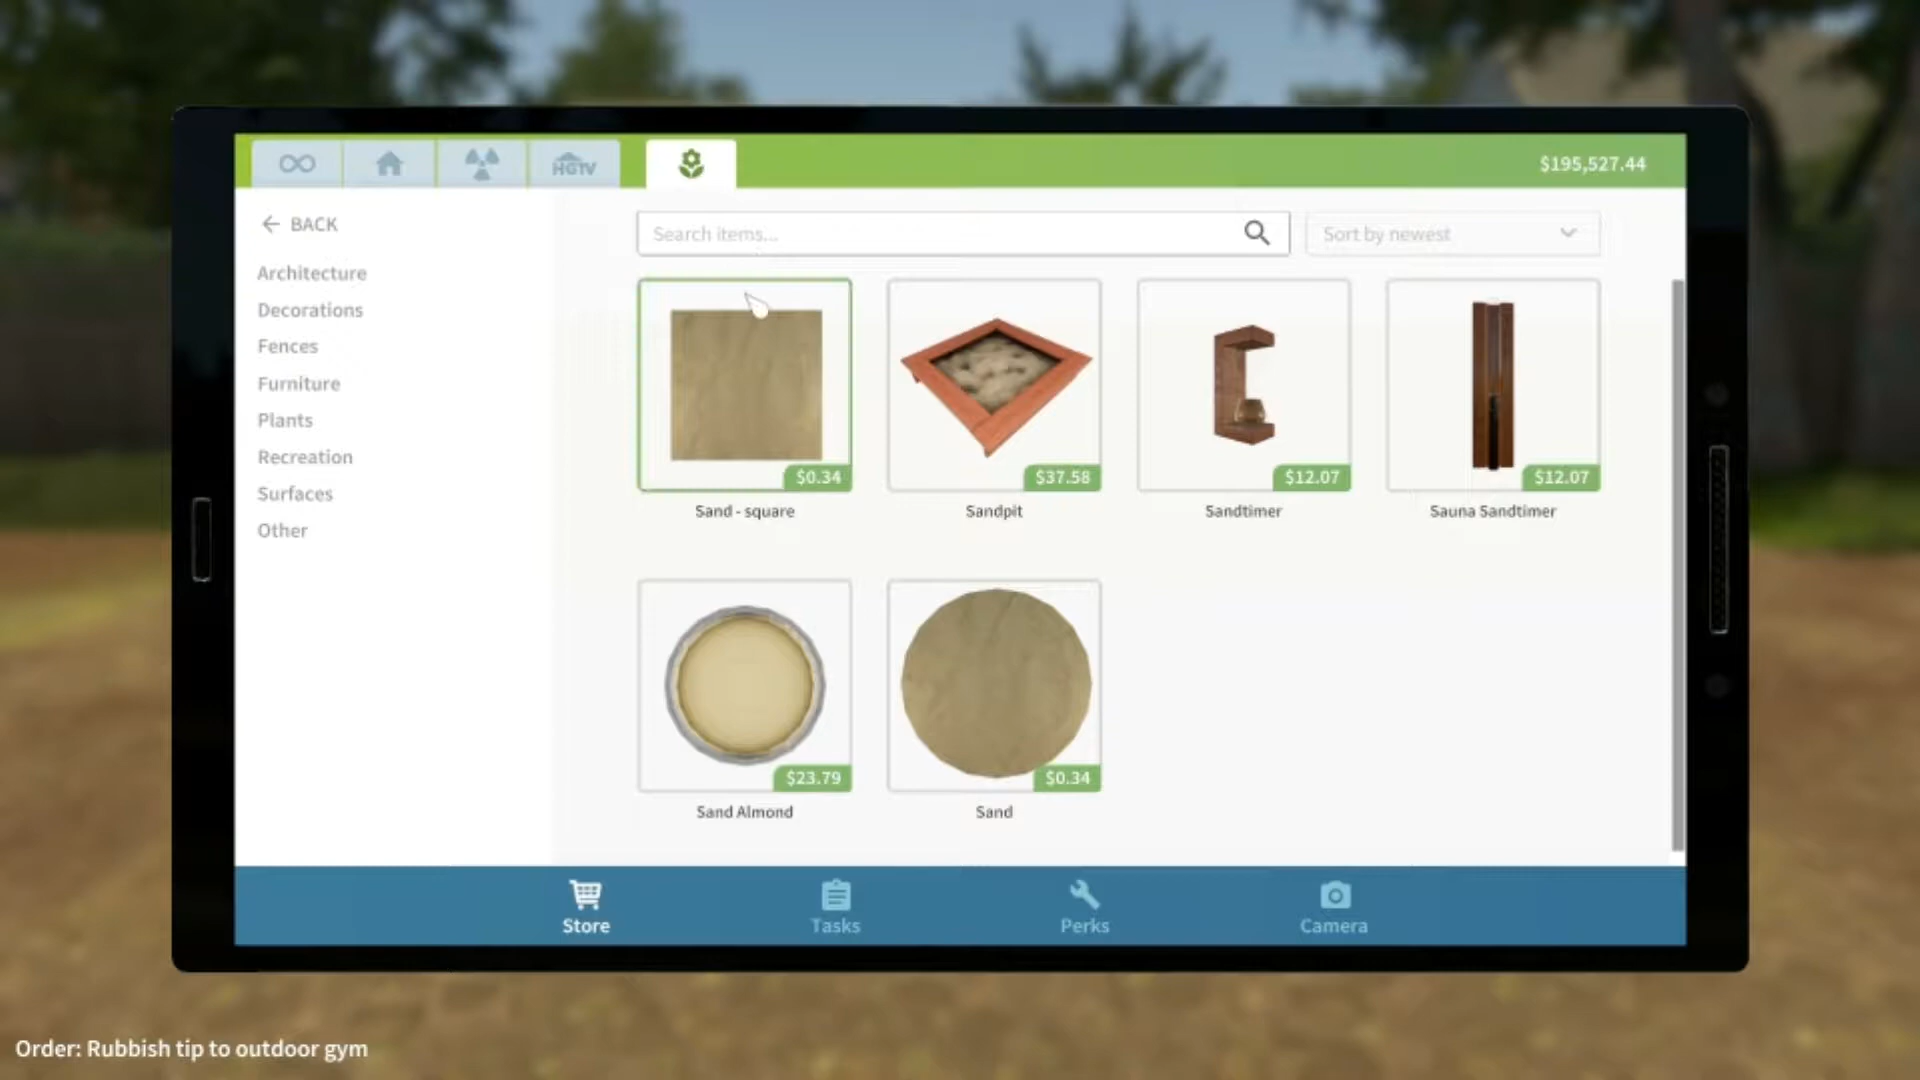 HGTV
$195,527.44
BACK
Search items...
Sort by newest
Architecture
Decorations
Fences
Furniture
Plants
Recreation
Surfaces
Other
$0.34
$37.58
$12.07
$12.07
Sand - square
Sandpit
Sandtimer
Sauna Sandtimer
$23.79
$0.34
Sand Almond
Sand
Store
Tasks
Perks
Camera
Order: Rubbish tip to outdoor gym